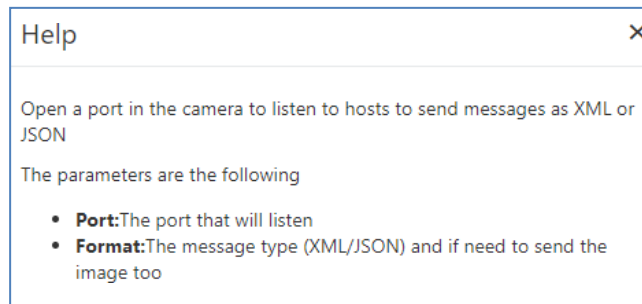 Help
Open a port in the camera to listen to hosts to send messages as XML or
JSON
The parameters are the following
Port:The port that will listen
Format:The message type (XML/JSON) and if need to send the
image too